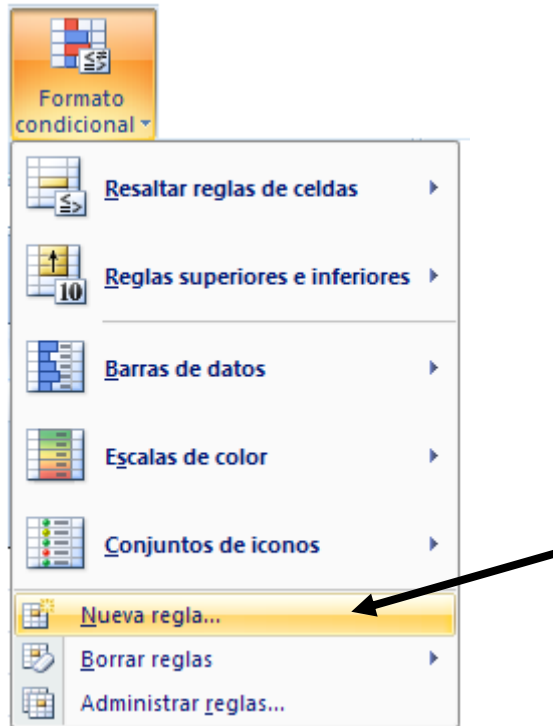 Formato
condicional
Resaltar reglas de celdas
Reglas superiores e inferiores
10
Barras de datos
Escalas de color
Conjuntos de iconos
Nueva regla...
Borrar reglas
Administrar reglas...